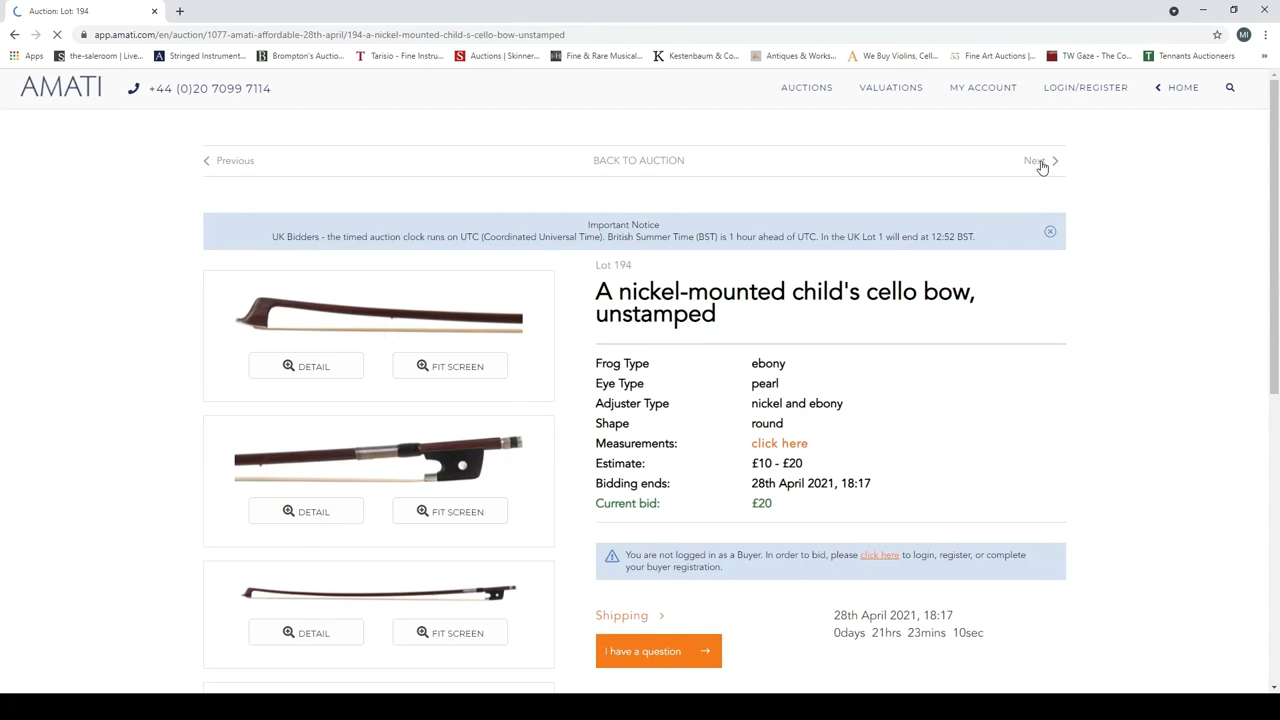 Auction: Lot: 194
app.amati.com/en/auction/1077-amati-affordable-28th-april/194-a-nickel-mounted-child-s-cello-bow-unstamped
MI
Apps
the-saleroom | Live...
Stringed Instrument...
Brompton's Auctio...
Tarisio - Fine Instru...
Auctions | Skinner...
Fine & Rare Musical...
Kestenbaum & Co...
Antiques & Works...
We Buy Violins, Cell...
Fine Art Auctions |...
TW Gaze - The Co...
Tennants Auctioneers
AMATI
+44 (0)20 7099 7114
AUCTIONS
VALUATIONS
MY ACCOUNT
LOGIN/REGISTER
HOME
Previous
BACK TO AUCTION
Next
Important Notice
UK Bidders - the timed auction clock runs on UTC (Coordinated Universal Time). British Summer Time (BST) is 1 hour ahead of UTC. In the UK Lot 1 will end at 12:52 BST.
Lot 194
A nickel-mounted child's cello bow,
unstamped
Frog Type ebony
Eye Type pearl
Adjuster Type nickel and ebony
Shape round
Measurements: click here
Estimate: £10 - £20
Bidding ends: 28th April 2021, 18:17
Current bid: £20
You are not logged in as a Buyer. In order to bid, please click here to login, register, or complete
your buyer registration.
Shipping
28th April 2021, 18:17
0days 21hrs 23mins 10sec
I have a question
DETAIL
FIT SCREEN
DETAIL
FIT SCREEN
DETAIL
FIT SCREEN